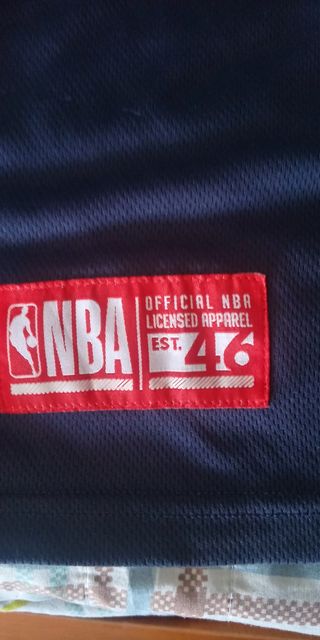 NBA
OFFICIAL NBA
LICENSED APPAREL
EST. 46